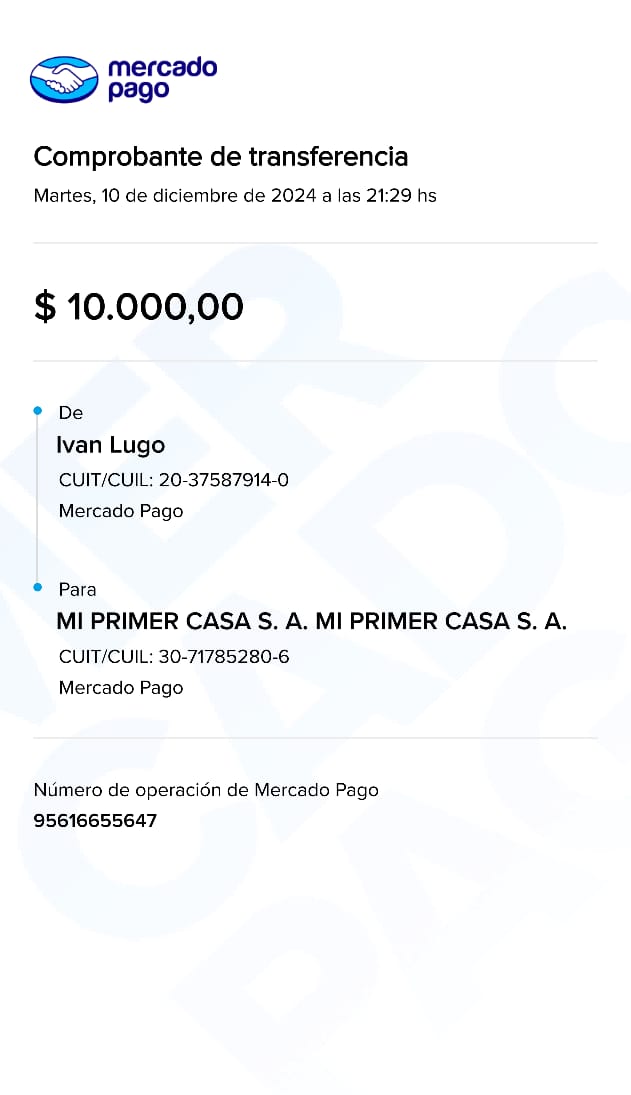 mercado
pago
Comprobante de transferencia
Martes, 10 de diciembre de 2024 a las 21:29 hs
$ 10.000,00
De
Ivan Lugo
CUIT/CUIL: 20-37587914-0
Mercado Pago
Para
MI PRIMER CASA S. A. MI PRIMER CASA S. A.
CUIT/CUIL: 30-71785280-6
Mercado Pago
Número de operación de Mercado Pago
95616655647